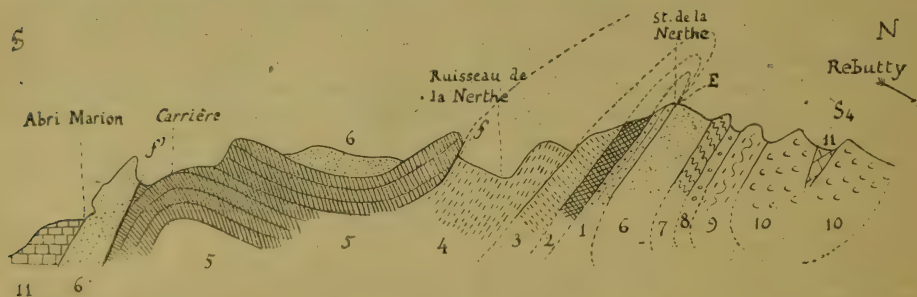 S
N
St. de la
Nerthe
E
Rebutty
Ruisseau de
la Nerthe
Abri Marion
Carrière
f'
6
f
S4
11
11
6
5
5
4
3
2
1
6
7
8
9
10
10